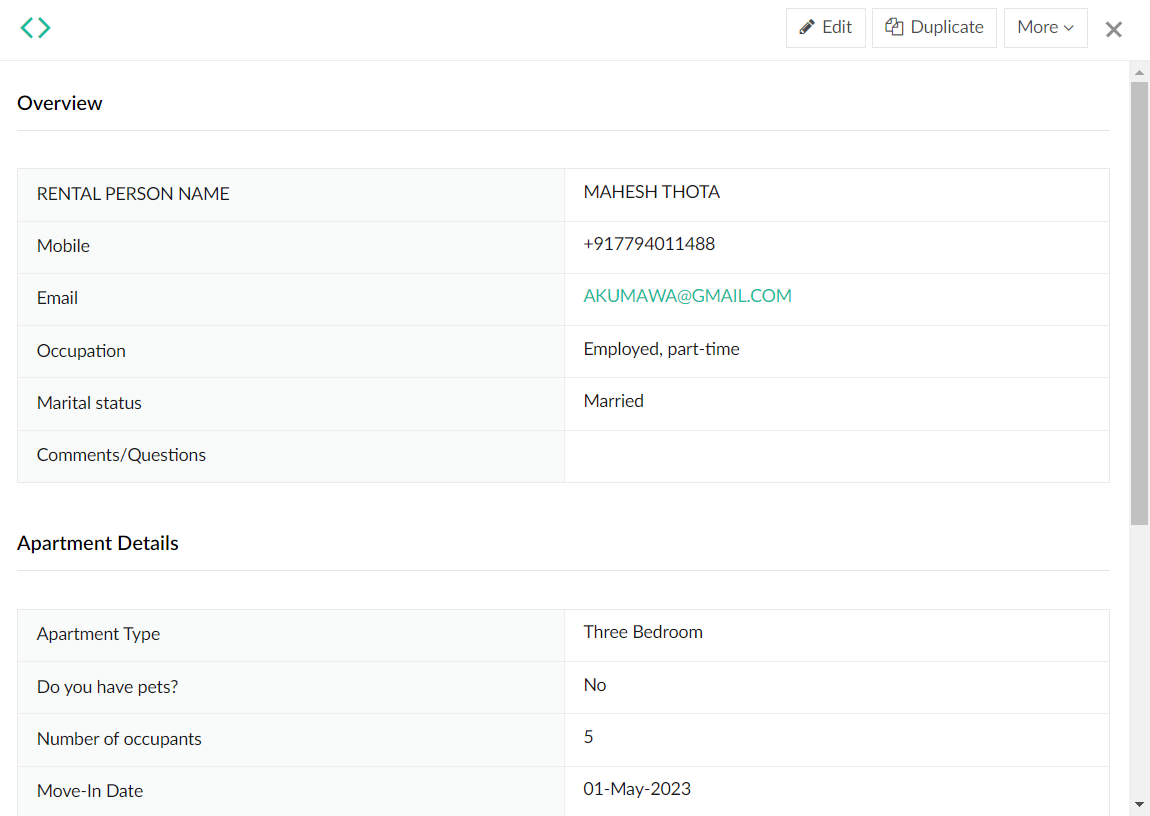 Edit Duplicate More
Overview
RENTAL PERSON NAME MAHESH THOTA
Mobile +917794011488
Email AKUMAWA@GMAIL.COM
Occupation Employed, part-time
Marital status Married
Comments/Questions
Apartment Details
Apartment Type Three Bedroom
Do you have pets? No
Number of occupants 5
Move-In Date 01-May-2023